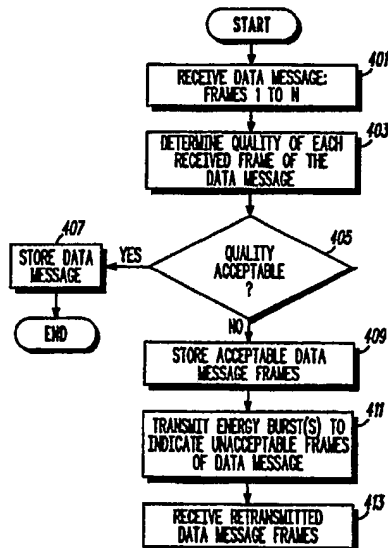 START
401
RECEIVE DATA MESSAGE:
FRAMES 1 TO N
403
DETERMINE QUALITY OF EACH
RECEIVED FRAME OF THE
DATA MESSAGE
405
QUALITY
ACCEPTABLE
?
YES
407
STORE DATA
MESSAGE
END
NO
409
STORE ACCEPTABLE DATA
MESSAGE FRAMES
411
TRANSMIT ENERGY BURST(S) TO
INDICATE UNACCEPTABLE FRAMES
OF DATA MESSAGE
413
RECEIVE RETRANSMITTED
DATA MESSAGE FRAMES